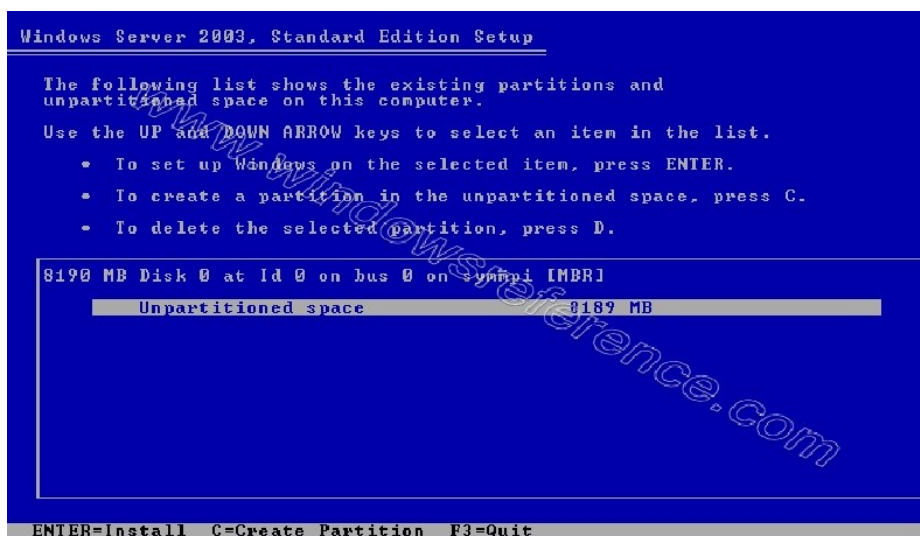 Windows Server 2003, Standard Edition Setup
The following list shows the existing partitions and
unpartitioned space on this computer.
Use the UP and DOWN ARROW keys to select an item in the list.
• To set up Windows on the selected item, press ENTER.
• To create a partition in the unpartitioned space, press C.
• To delete the selected partition, press D.
8190 MB Disk 0 at Id 0 on bus 0 on symmpi [MBR]
Unpartitioned space 8189 MB
www.windowsreference.com
ENTER=Install C=Create Partition F3=Quit